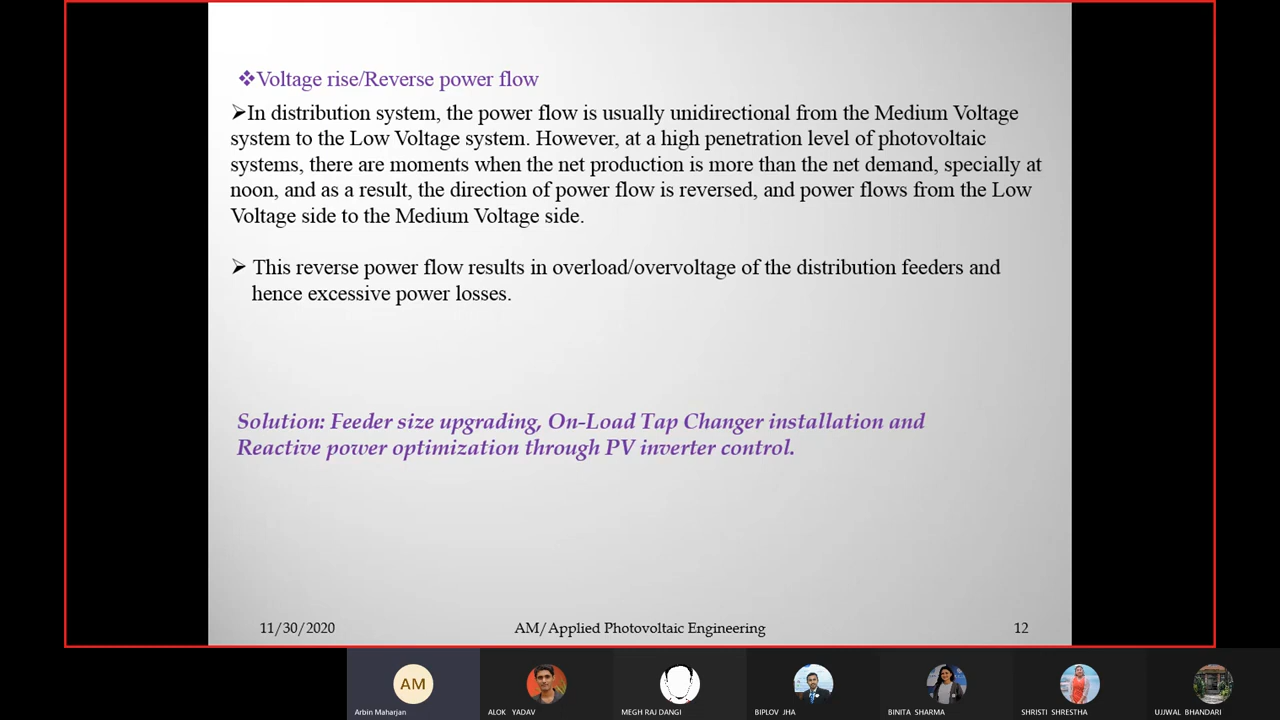 ❖Voltage rise/Reverse power flow
➢In distribution system, the power flow is usually unidirectional from the Medium Voltage
system to the Low Voltage system. However, at a high penetration level of photovoltaic
systems, there are moments when the net production is more than the net demand, specially at
noon, and as a result, the direction of power flow is reversed, and power flows from the Low
Voltage side to the Medium Voltage side.
➢ This reverse power flow results in overload/overvoltage of the distribution feeders and
hence excessive power losses.
Solution: Feeder size upgrading, On-Load Tap Changer installation and
Reactive power optimization through PV inverter control.
11/30/2020 AM/Applied Photovoltaic Engineering 12
AM
Arbin Maharjan ALOK YADAV MEGH RAJ DANGI BIPLOV JHA BINITA SHARMA SHRISTI SHRESTHA UJJWAL BHANDARI